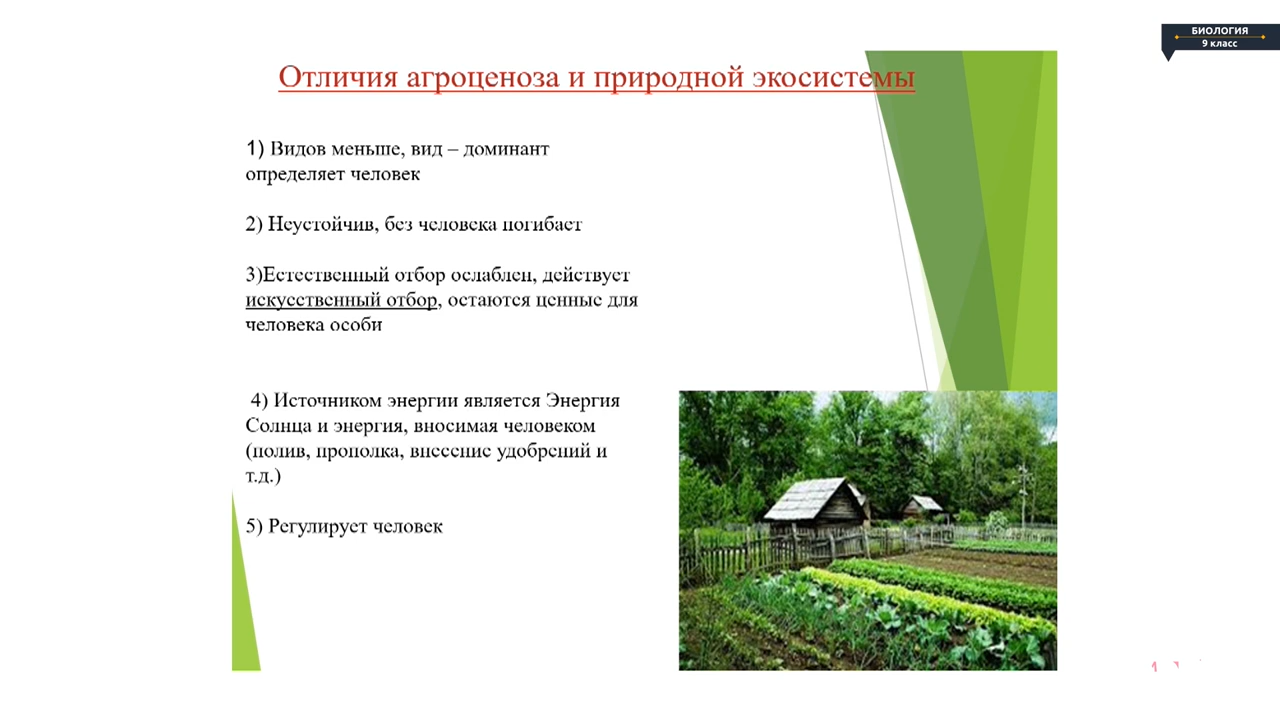 БИОЛОГИЯ
9 класс
Отличия агроценоза и природной экосистемы
1) Видов меньше, вид – доминант
определяет человек
2) Неустойчив, без человека погибает
3)Естественный отбор ослаблен, действует
искусственный отбор, остаются ценные для
человека особи
4) Источником энергии является Энергия
Солнца и энергия, вносимая человеком
(полив, прополка, внесение удобрений и
т.д.)
5) Регулирует человек